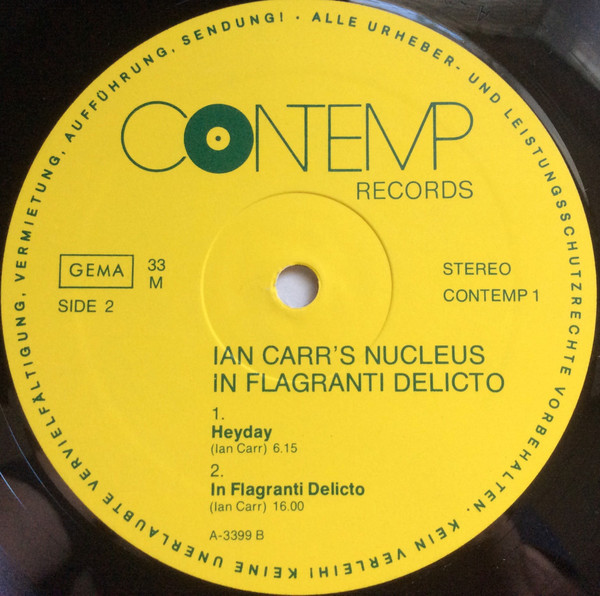 ALLE URHEBER- UND LEISTUNGSSCHUTZRECHTE VORBEHALTEN. KEIN VERLEIH! KEINE UNERLAUBTE VERVIELFÄLTIGUNG, VERMIETUNG, AUFFÜHRUNG, SENDUNG! ·
CONTEMP
RECORDS
GEMA
33
M
SIDE 2
STEREO
CONTEMP 1
IAN CARR'S NUCLEUS
IN FLAGRANTI DELICTO
1.
Heyday
(Ian Carr) 6.15
2.
In Flagranti Delicto
(Ian Carr) 16.00
A-3399 B